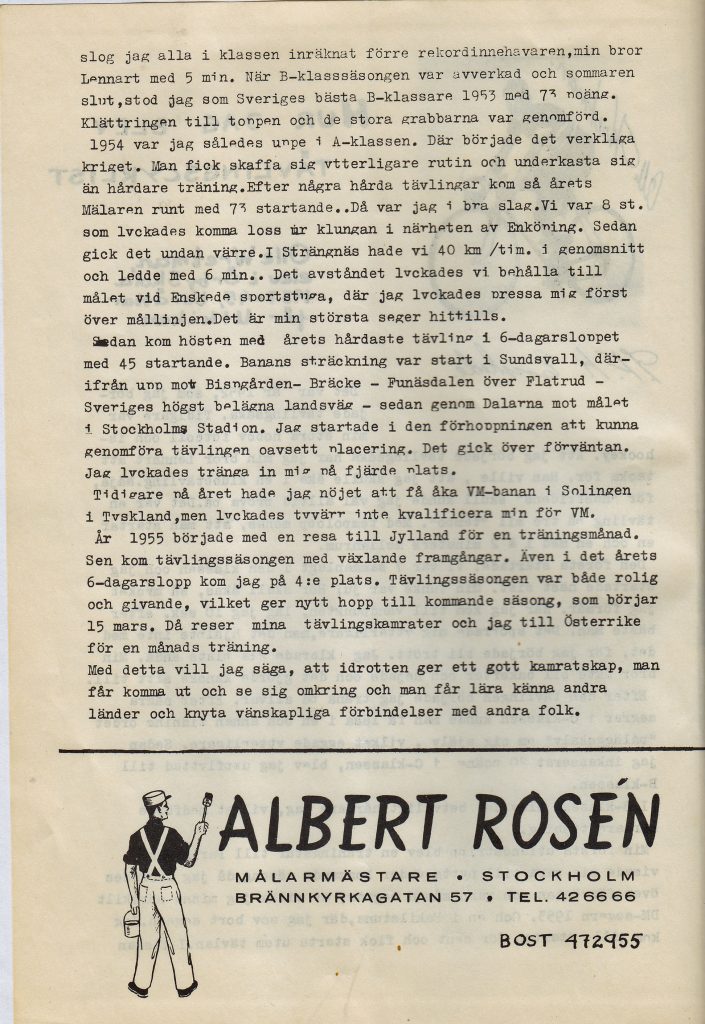 slog jag alla i klassen inräknat förre rekordinnehavaren,min bror
Lennart med 5 min. När B-klasssäsongen var avverkad och sommaren
slut,stod jag som Sveriges bästa B-klassare 1953 med 73 poäng.
Klättringen till toppen och de stora grabbarna var genomförd.
1954 var jag således uppe i A-klassen. Där började det verkliga
kriget. Man fick skaffa sig ytterligare rutin och underkasta sig
än hårdare träning.Efter några hårda tävlingar kom så årets
Mälaren runt med 73 startande..Då var jag i bra slag.Vi var 8 st.
som lyckades komma loss ur klungan i närheten av Enköping. Sedan
gick det undan värre.I Strängnäs hade vi 40 km /tim. i genomsnitt
och ledde med 6 min.. Det avståndet lyckades vi behålla till
målet vid Enskede sportstuga, där jag lyckades pressa mig först
över mållinjen.Det är min största seger hittills.
Sedan kom hösten med årets hårdaste tävling i 6-dagarsloppet
med 45 startande. Banans sträckning var start i Sundsvall, där-
ifrån upp mot Bispgården- Bräcke - Funäsdalen över Flatrud -
Sveriges högst belägna landsväg - sedan genom Dalarna mot målet
i Stockholms Stadion. Jag startade i den förhoppningen att kunna
genomföra tävlingen oavsett placering. Det gick över förväntan.
Jag lyckades tränga in mig på fjärde plats.
Tidigare på året hade jag nöjet att få åka VM-banan i Solingen
i Tyskland,men lyckades tyvärr inte kvalificera min för VM.
År 1955 började med en resa till Jylland för en träningsmånad.
Sen kom tävlingssäsongen med växlande framgångar. Även i det årets
6-dagarslopp kom jag på 4:e plats. Tävlingssäsongen var både rolig
och givande, vilket ger nytt hopp till kommande säsong, som börjar
15 mars. Då reser mina tävlingskamrater och jag till Österrike
för en månads träning.
Med detta vill jag säga, att idrotten ger ett gott kamratskap, man
får komma ut och se sig omkring och man får lära känna andra
länder och knyta vänskapliga förbindelser med andra folk.
ALBERT ROSÉN
MÅLARMÄSTARE • STOCKHOLM
BRÄNNKYRKAGATAN 57 • TEL. 426666
BOST 472955